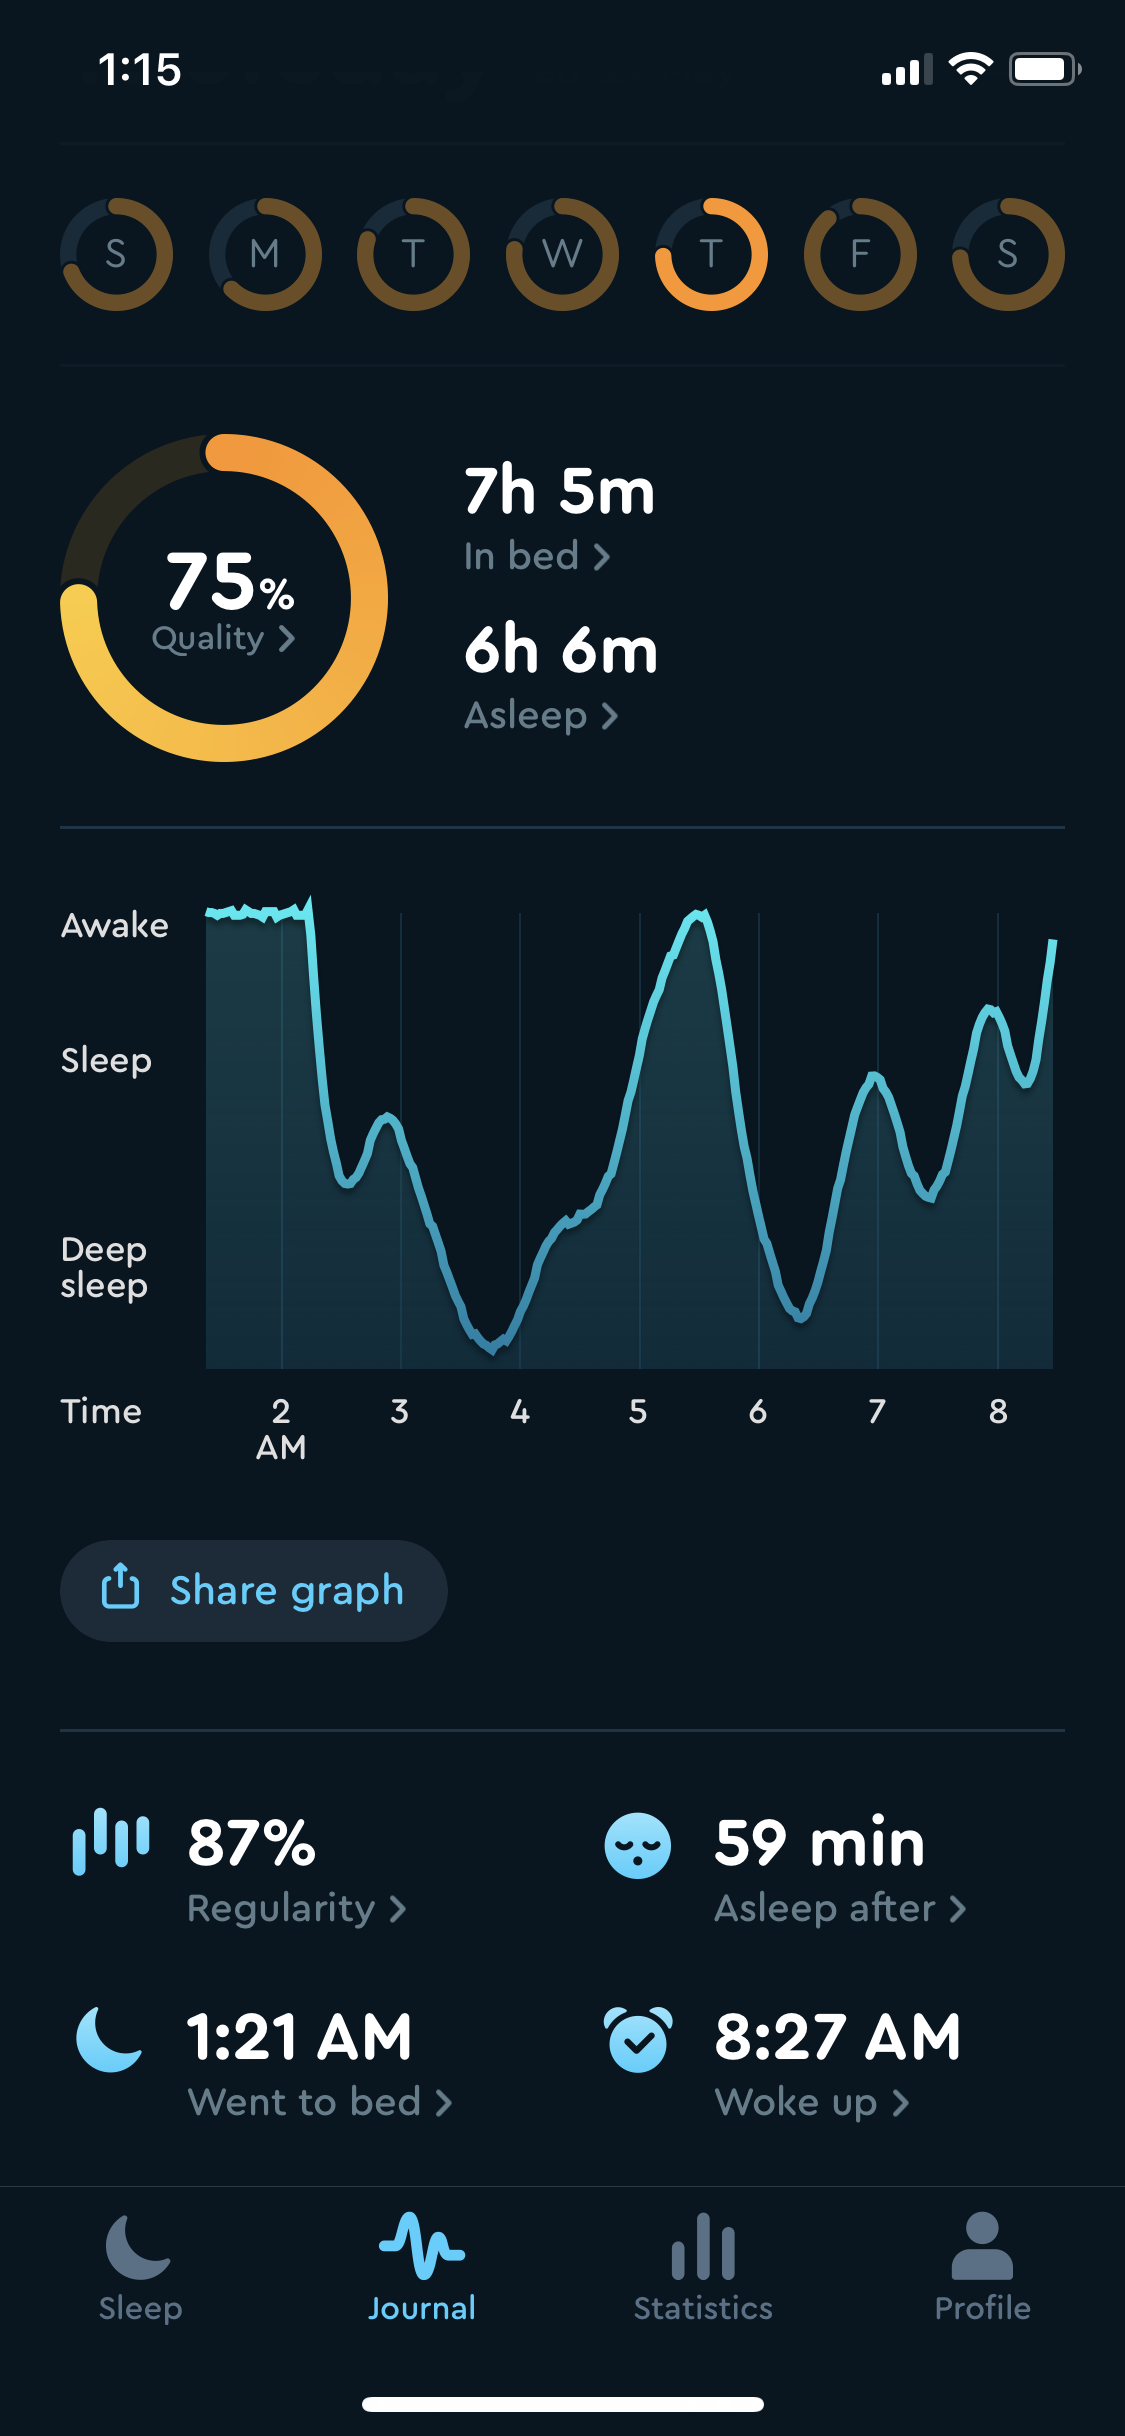 1:15
S M T W T F S
7h 5m
In bed
75%
Quality
6h 6m
Asleep
Awake
Sleep
Deep
sleep
Time 2 3 4 5 6 7 8
AM
Share graph
87% 59 min
Regularity Asleep after
1:21 AM 8:27 AM
Went to bed Woke up
Sleep Journal Statistics Profile